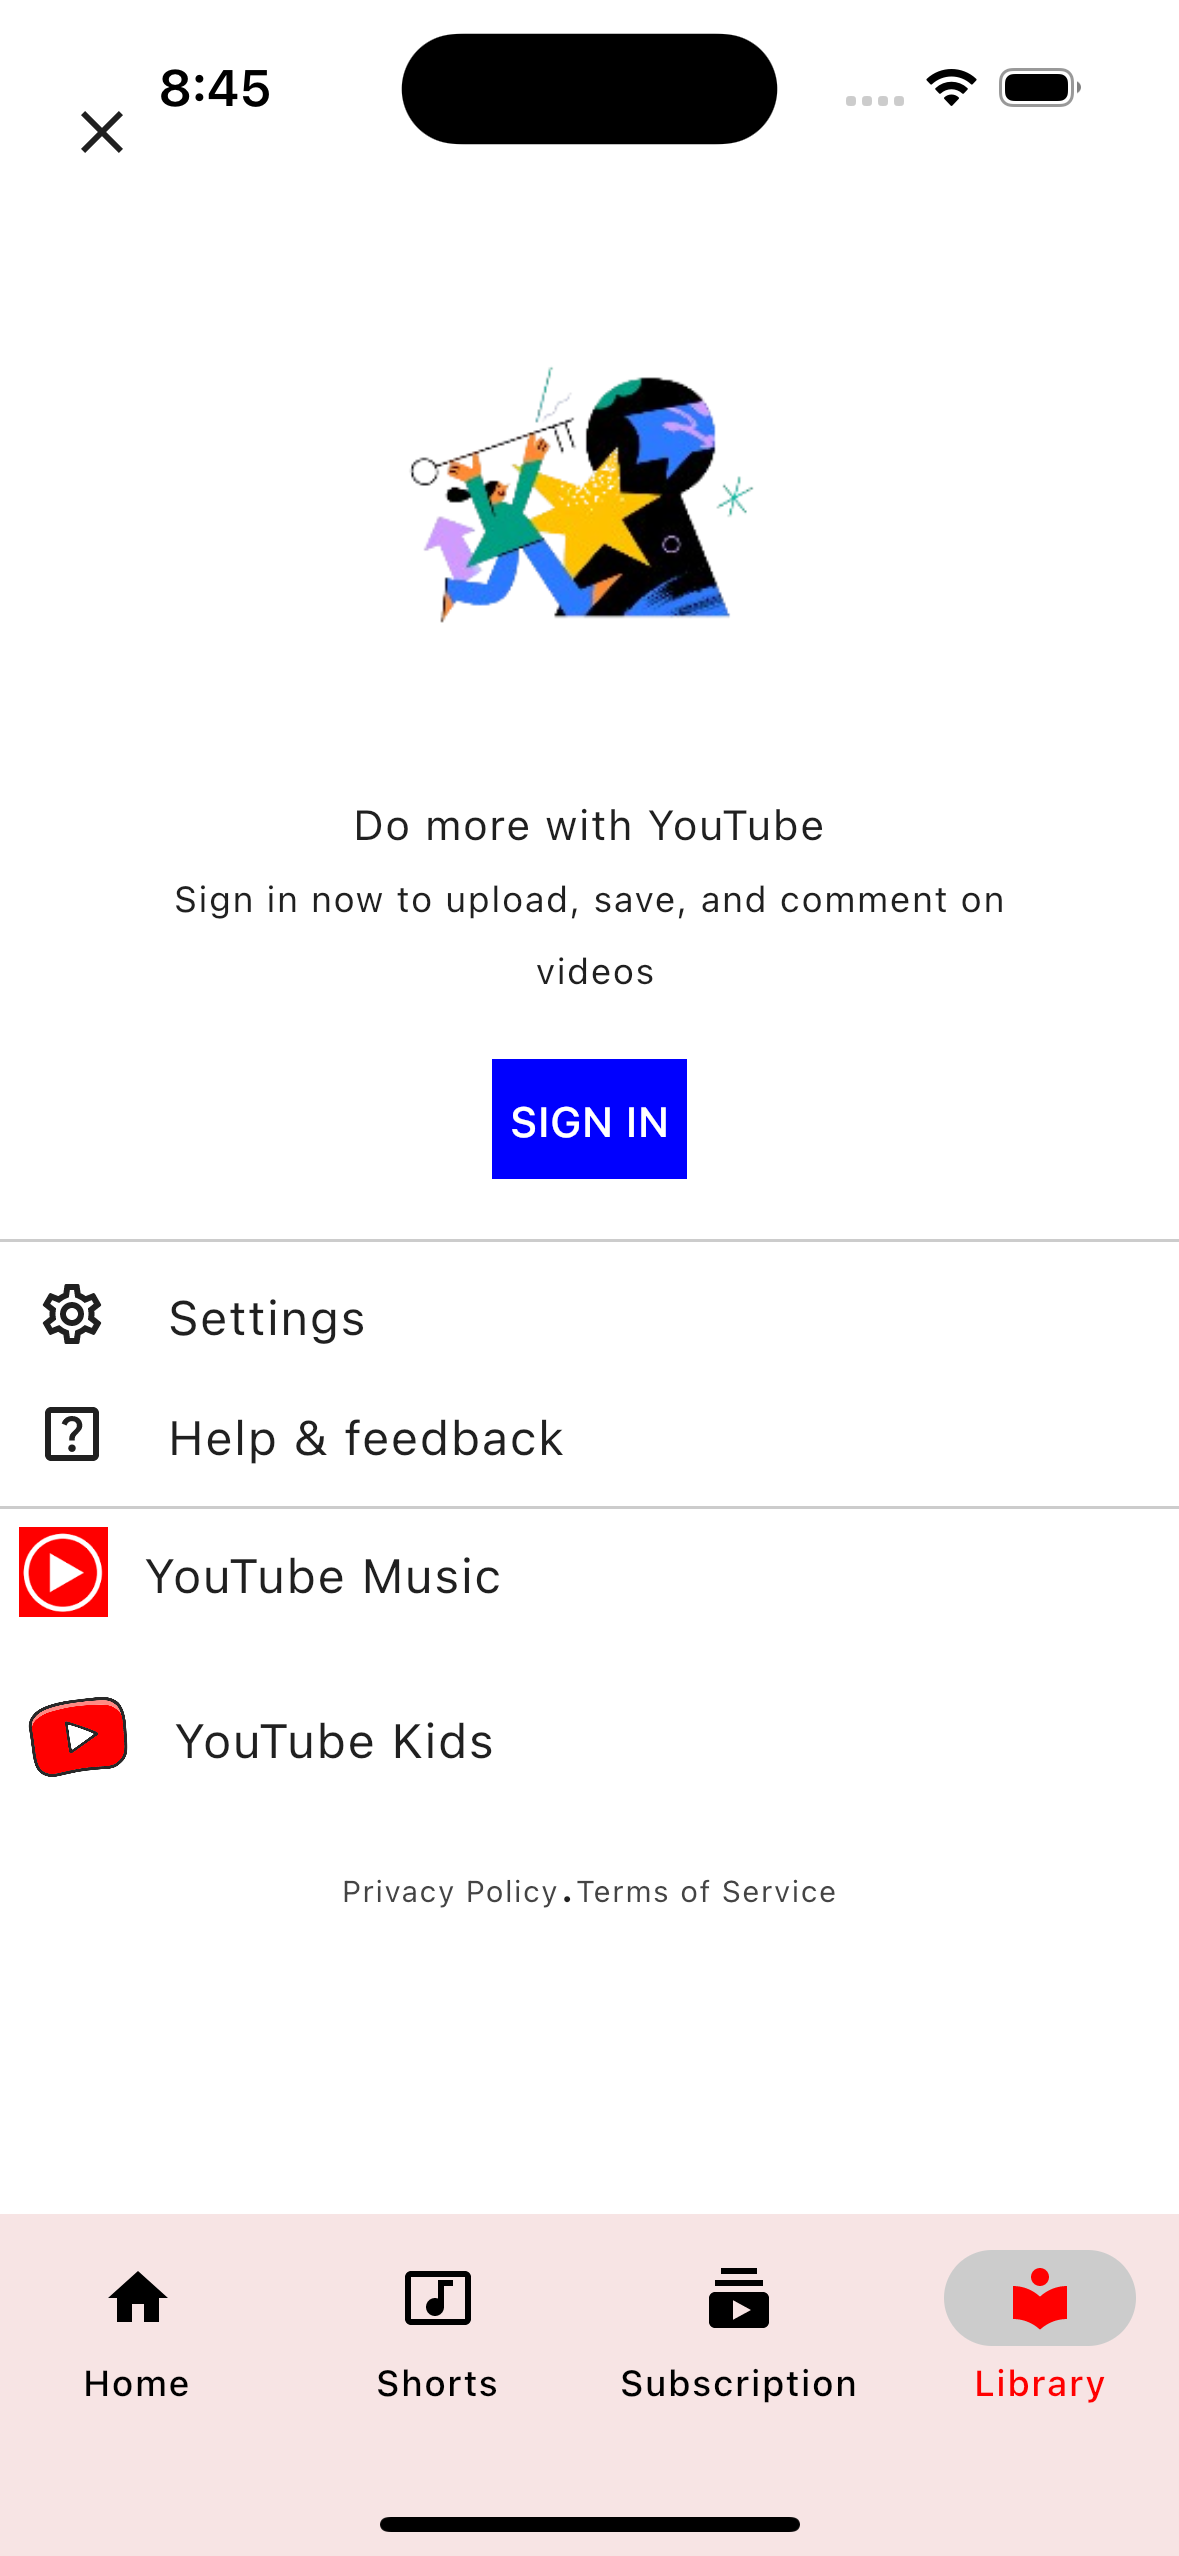 8:45
Do more with YouTube
Sign in now to upload, save, and comment on
videos
SIGN IN
Settings
Help & feedback
YouTube Music
YouTube Kids
Privacy Policy.Terms of Service
Home
Shorts
Subscription
Library